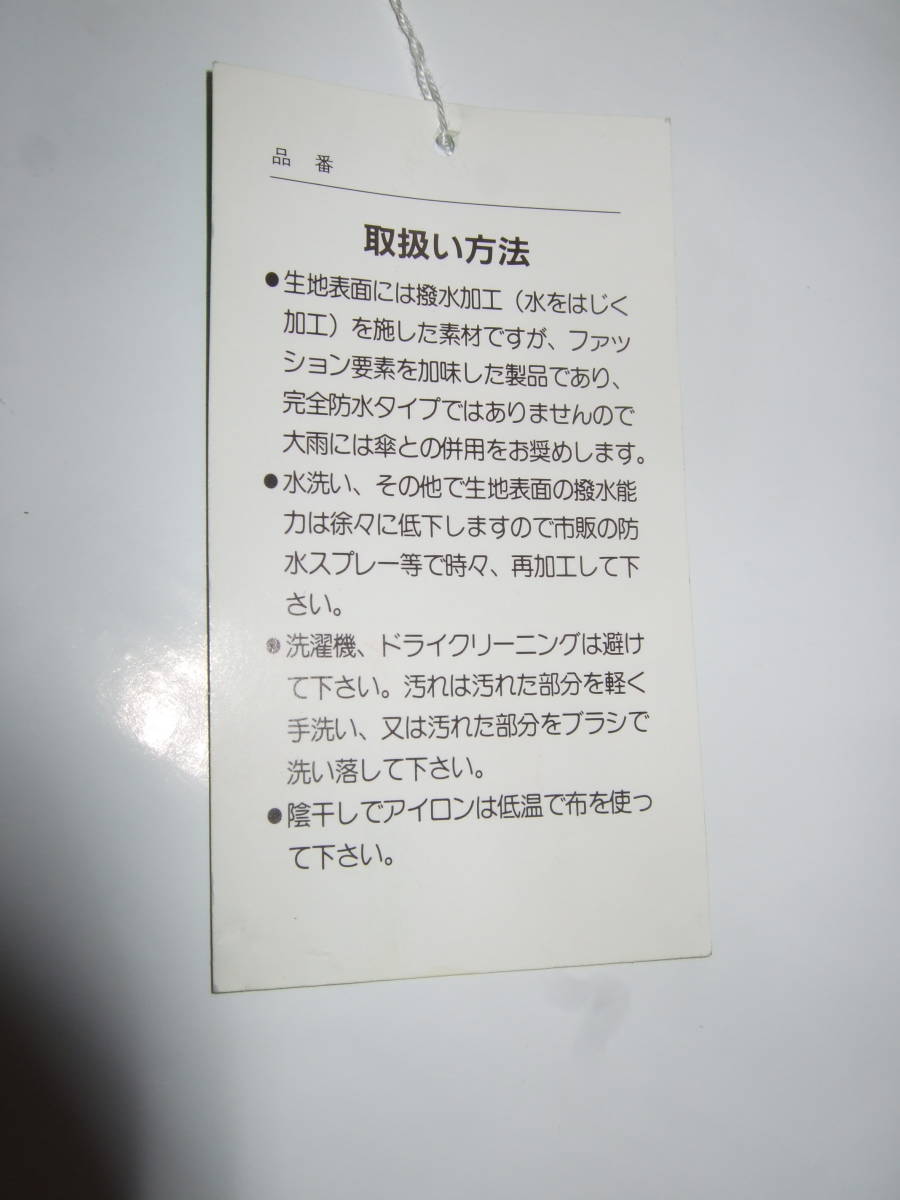 品 番
取扱い方法
●生地表面には撥水加工（水をはじく
加工）を施した素材ですが、ファッ
ション要素を加味した製品であり、
完全防水タイプではありませんので
大雨には傘との併用をお奨めします。
●水洗い、その他で生地表面の撥水能
力は徐々に低下しますので市販の防
水スプレー等で時々、再加工して下
さい。
●洗濯機、ドライクリーニングは避け
て下さい。汚れは汚れた部分を軽く
手洗い、又は汚れた部分をブラシで
洗い落して下さい。
●陰干しでアイロンは低温で布を使っ
て下さい。